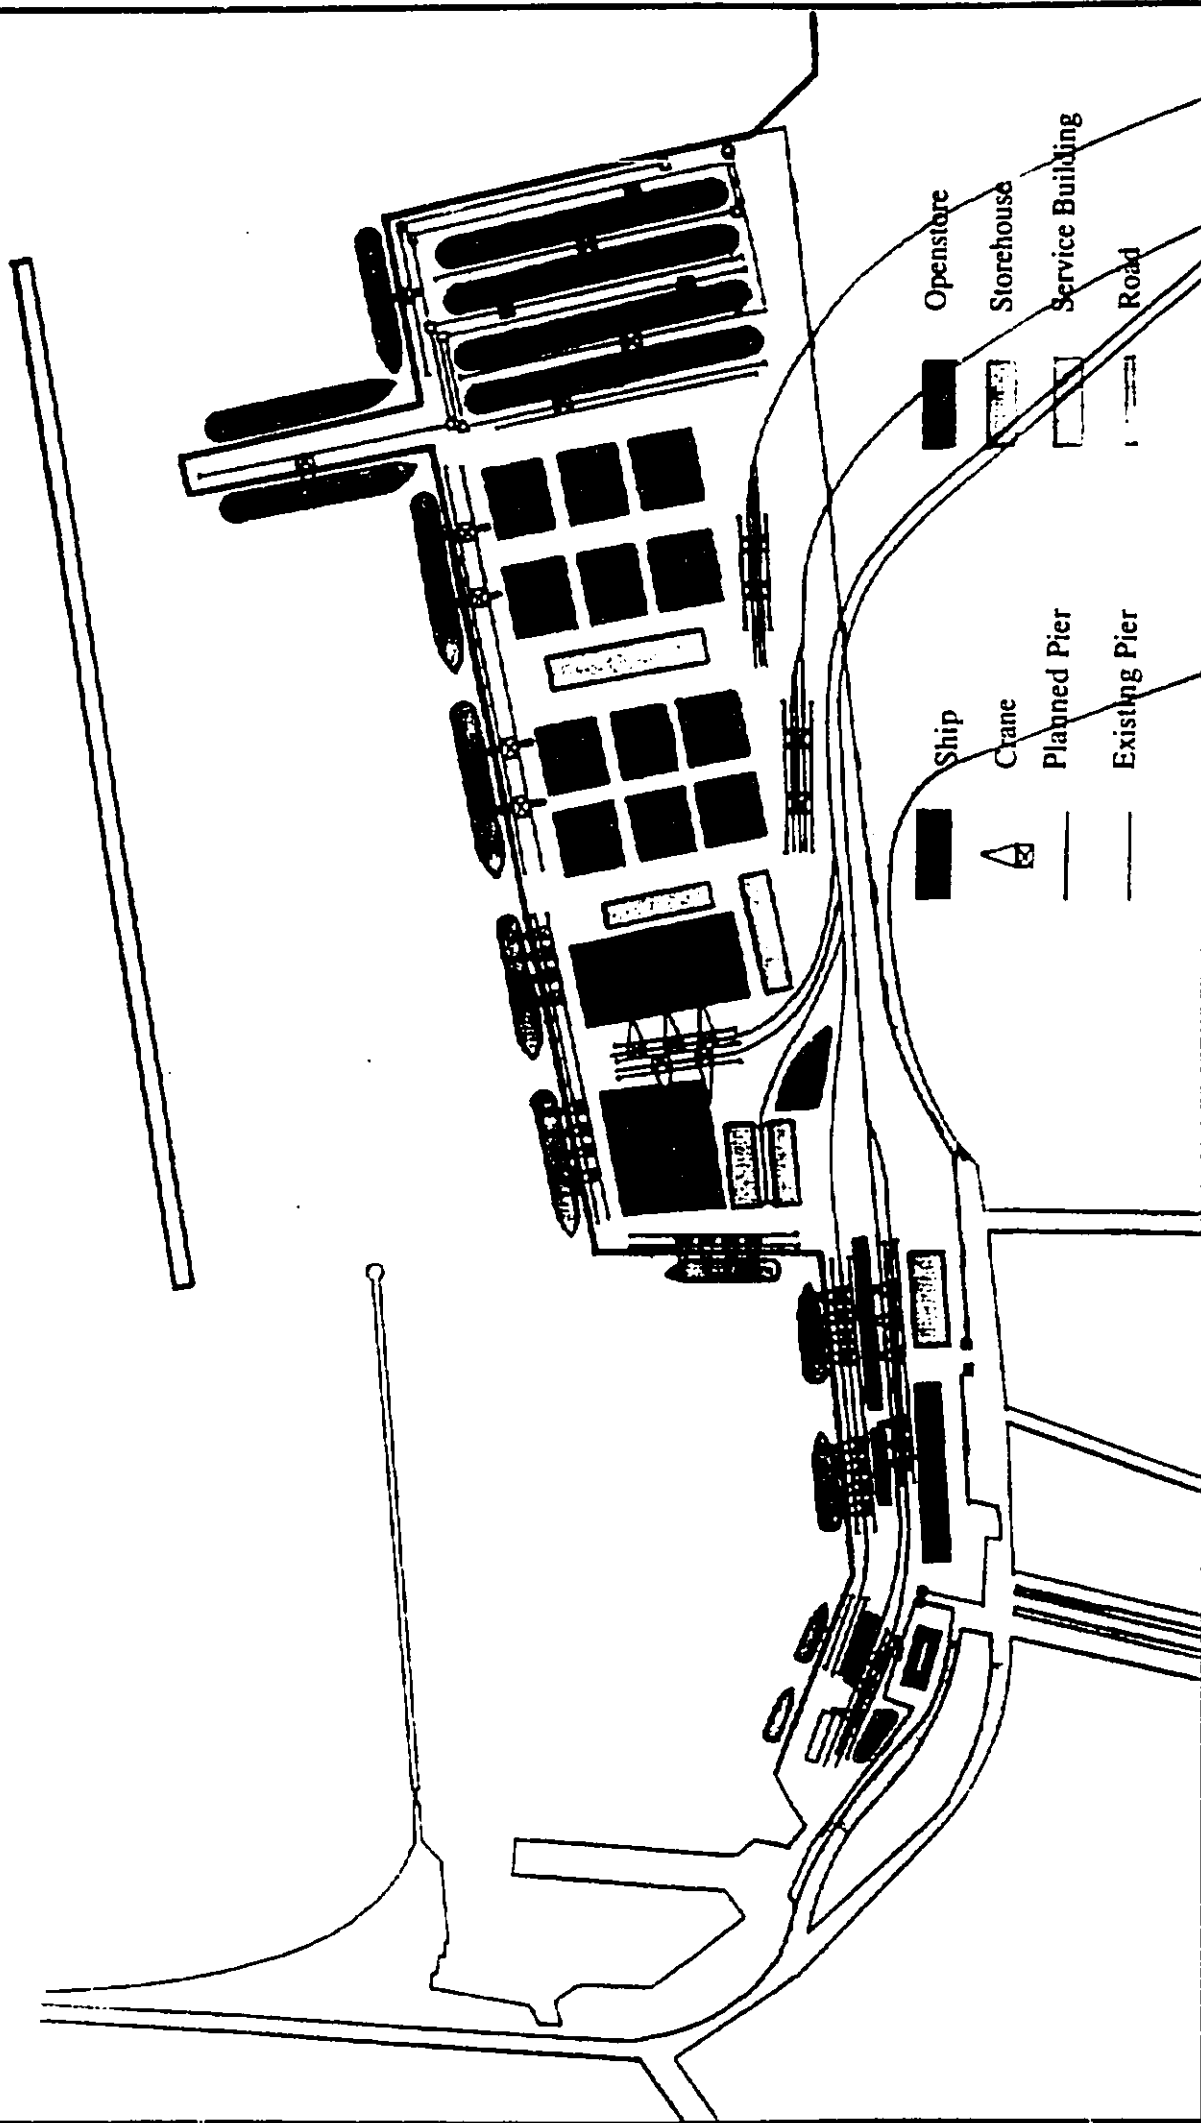 Ship
Crane
Planned Pier
Existing Pier
Openstore
Storehouse
Service Building
Road